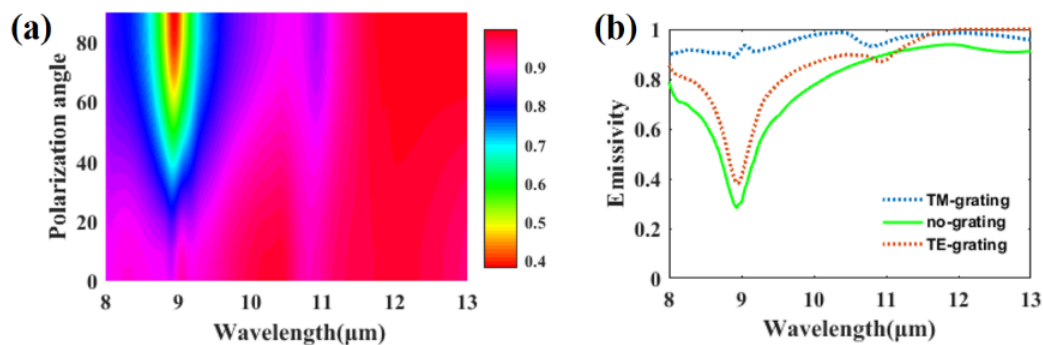 (a)
Polarization angle
80
60
40
20
0
8 9 10 11 12 13
Wavelength(μm)
0.9
0.8
0.7
0.6
0.5
0.4
(b)
Emissivity
1
0.8
0.6
0.4
0.2
0
8 9 10 11 12 13
Wavelength(μm)
TM-grating
no-grating
TE-grating